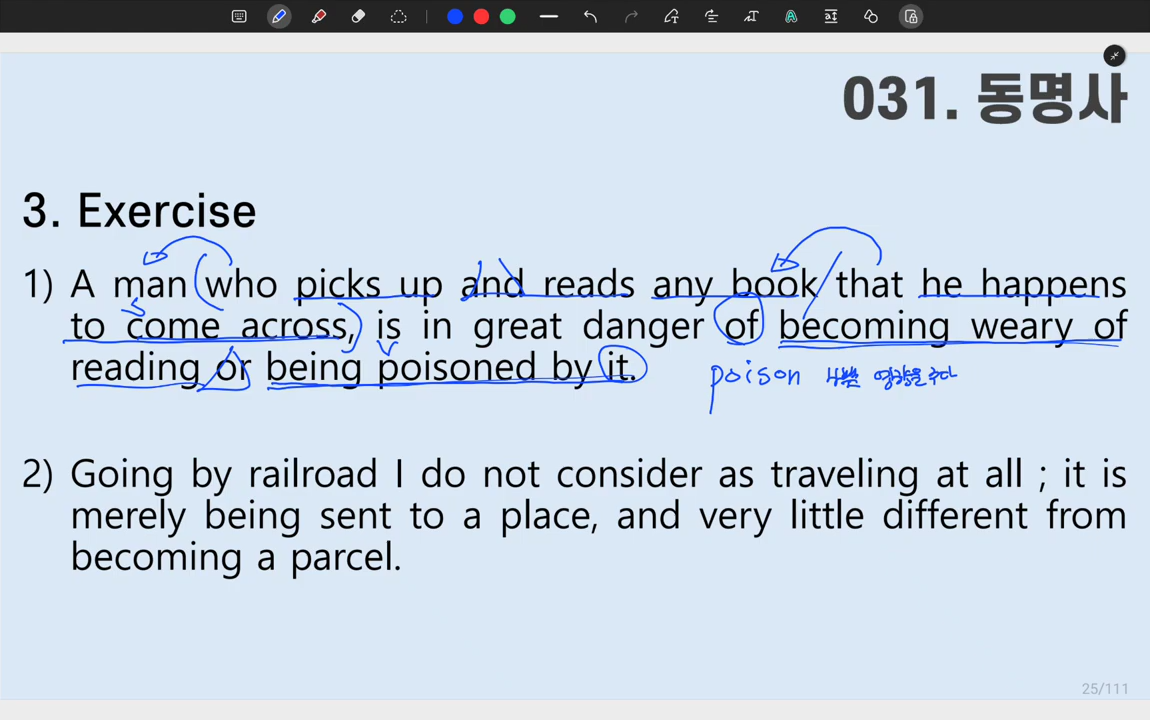 031. 동명사
3. Exercise
1) A man who picks up and reads any book that he happens
to come across, is in great danger of becoming weary of
s
v
reading or being poisoned by it.
poison 나쁜 영향을 주다
2) Going by railroad I do not consider as traveling at all ; it is
merely being sent to a place, and very little different from
becoming a parcel.
25/111